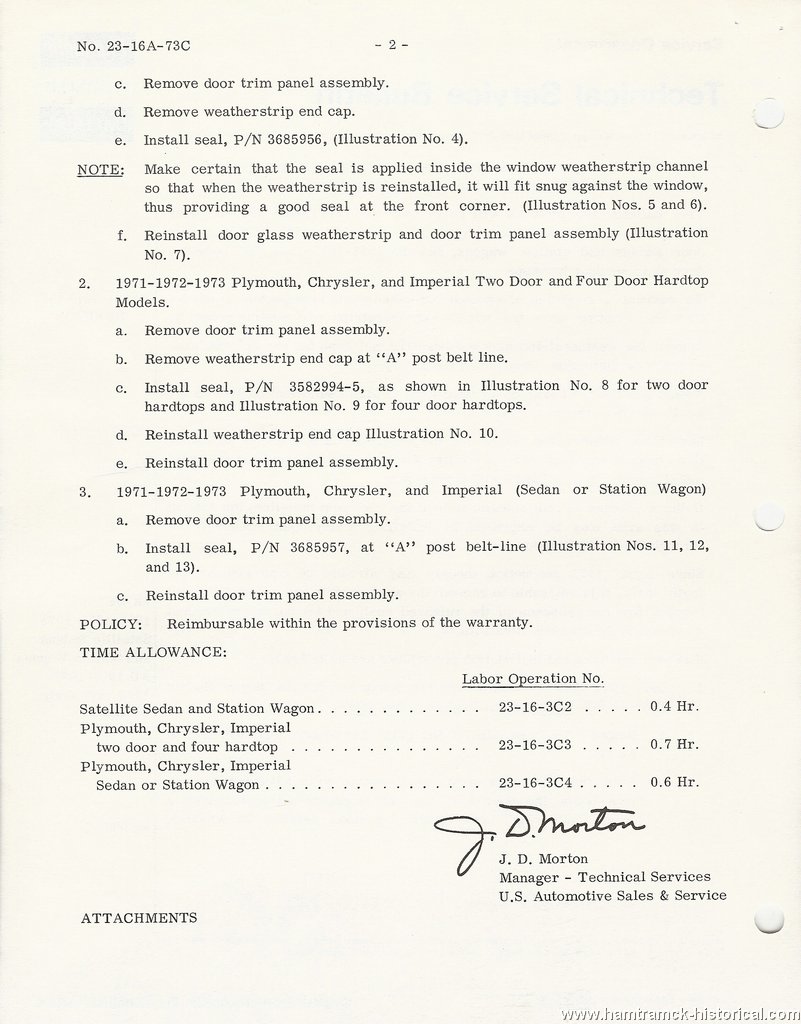 No. 23-16A-73C - 2 -
c. Remove door trim panel assembly.
d. Remove weatherstrip end cap.
e. Install seal, P/N 3685956, (Illustration No. 4).
NOTE: Make certain that the seal is applied inside the window weatherstrip channel
so that when the weatherstrip is reinstalled, it will fit snug against the window,
thus providing a good seal at the front corner. (Illustration Nos. 5 and 6).
f. Reinstall door glass weatherstrip and door trim panel assembly (Illustration
No. 7).
2. 1971-1972-1973 Plymouth, Chrysler, and Imperial Two Door and Four Door Hardtop
Models.
a. Remove door trim panel assembly.
b. Remove weatherstrip end cap at “A” post belt line.
c. Install seal, P/N 3582994-5, as shown in Illustration No. 8 for two door
hardtops and Illustration No. 9 for four door hardtops.
d. Reinstall weatherstrip end cap Illustration No. 10.
e. Reinstall door trim panel assembly.
3. 1971-1972-1973 Plymouth, Chrysler, and Imperial (Sedan or Station Wagon)
a. Remove door trim panel assembly.
b. Install seal, P/N 3685957, at “A” post belt-line (Illustration Nos. 11, 12,
and 13).
c. Reinstall door trim panel assembly.
POLICY: Reimbursable within the provisions of the warranty.
TIME ALLOWANCE:
Labor Operation No.
Satellite Sedan and Station Wagon . . . . . . . . . . . . . 23-16-3C2 . . . . . 0.4 Hr.
Plymouth, Chrysler, Imperial
two door and four hardtop . . . . . . . . . . . . . . . 23-16-3C3 . . . . . 0.7 Hr.
Plymouth, Chrysler, Imperial
Sedan or Station Wagon . . . . . . . . . . . . . . . . . 23-16-3C4 . . . . . 0.6 Hr.
J. D. Morton
J. D. Morton
Manager - Technical Services
U.S. Automotive Sales & Service
ATTACHMENTS
www.hamtramck-historical.com